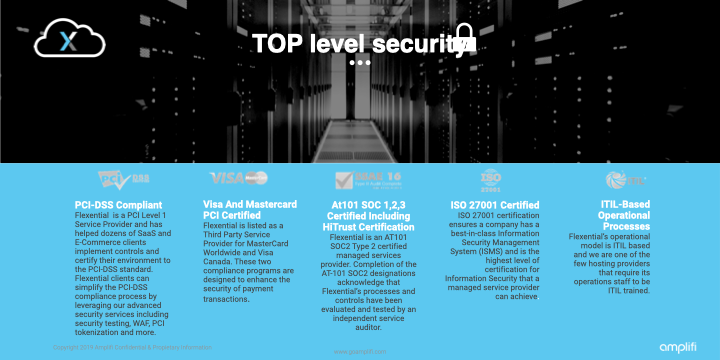 X
TOP level security
PCI
VISA
ISO
27001
PCI-DSS Compliant
Flexential is a PCI Level 1
Service Provider and has
helped dozens of SaaS and
E-Commerce clients
implement controls and
certify their environment to
the PCI-DSS standard.
Flexential clients can
simplify the PCI-DSS
compliance process by
leveraging our advanced
security services including
security testing, WAF, PCI
tokenization and more.
Visa And Mastercard
PCI Certified
Flexential is listed as a
Third Party Service
Provider for MasterCard
Worldwide and Visa
Canada. These two
compliance programs are
designed to enhance the
security of payment
transactions.
At101 SOC 1,2,3
Certified Including
HiTrust Certification
Flexential is an AT101
SOC2 Type 2 certified
managed services
provider. Completion of the
AT-101 SOC2 designations
acknowledge that
Flexential's processes and
controls have been
evaluated and tested by an
independent service
auditor.
ISO 27001 Certified
ISO 27001 certification
ensures a company has a
best-in-class Information
Security Management
System (ISMS) and is the
highest level of
certification for
Information Security that a
managed service provider
can achieve.
ITIL-Based
Operational
Processes
Flexential's operational
model is ITIL based
and we are one of the
few hosting providers
that require its
operations staff to be
ITIL trained.
Copyright 2019 Amplifi Confidential & Proprietary Information
amplifi